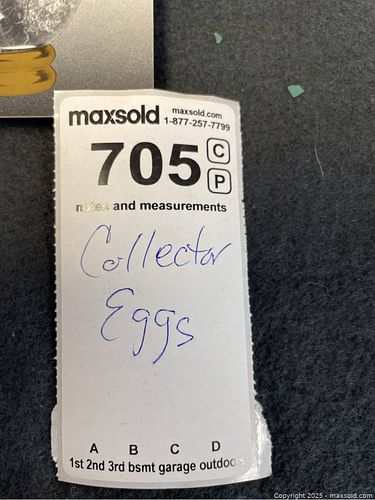 maxsold maxsold.com
1-877-257-7799
705 C
P
notes and measurements
Collector
Eggs
A B C D
1st 2nd 3rd bsmt garage outdoors
Copyright 2025 - maxsold.com